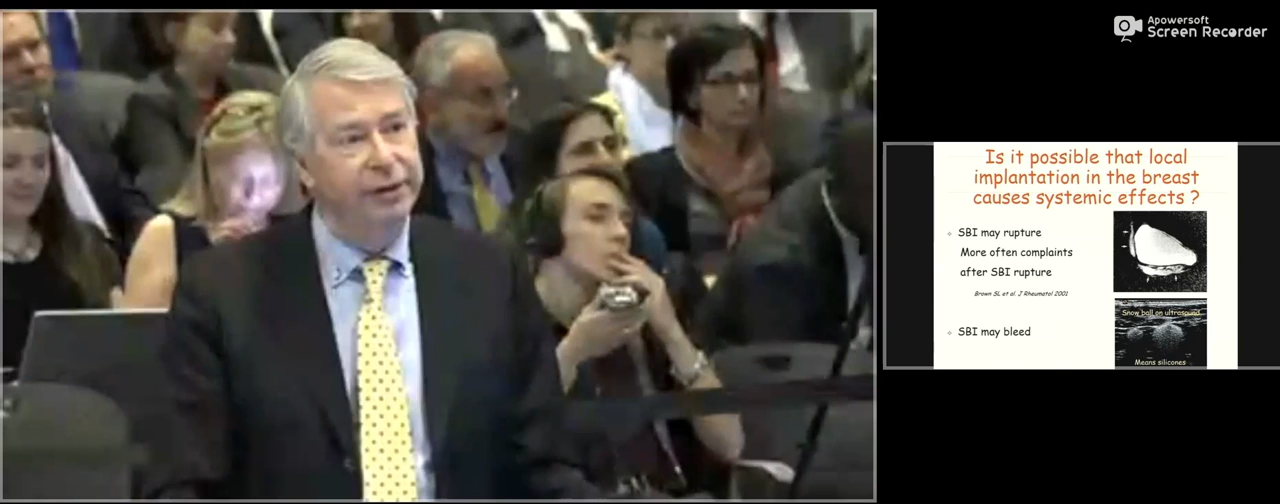 Apowersoft
Screen Recorder
Is it possible that local
implantation in the breast
causes systemic effects ?
SBI may rupture
More often complaints
after SBI rupture
Brown SL et al. J Rheumatol 2001
Snow ball on ultrasound
SBI may bleed
Means silicones